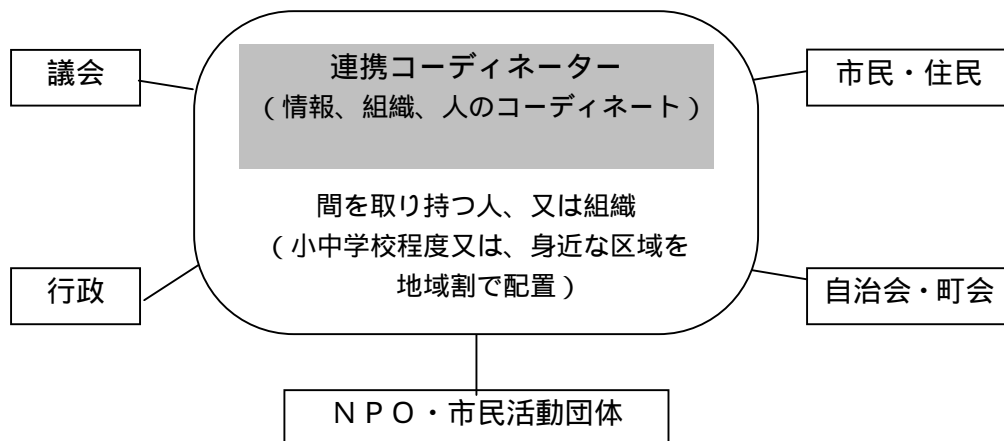 議会
連携コーディネーター
(情報、組織、人のコーディネート)
市民・住民
間を取り持つ人、又は組織
(小中学校程度又は、身近な区域を
地域割で配置)
行政
自治会・町会
NPO・市民活動団体